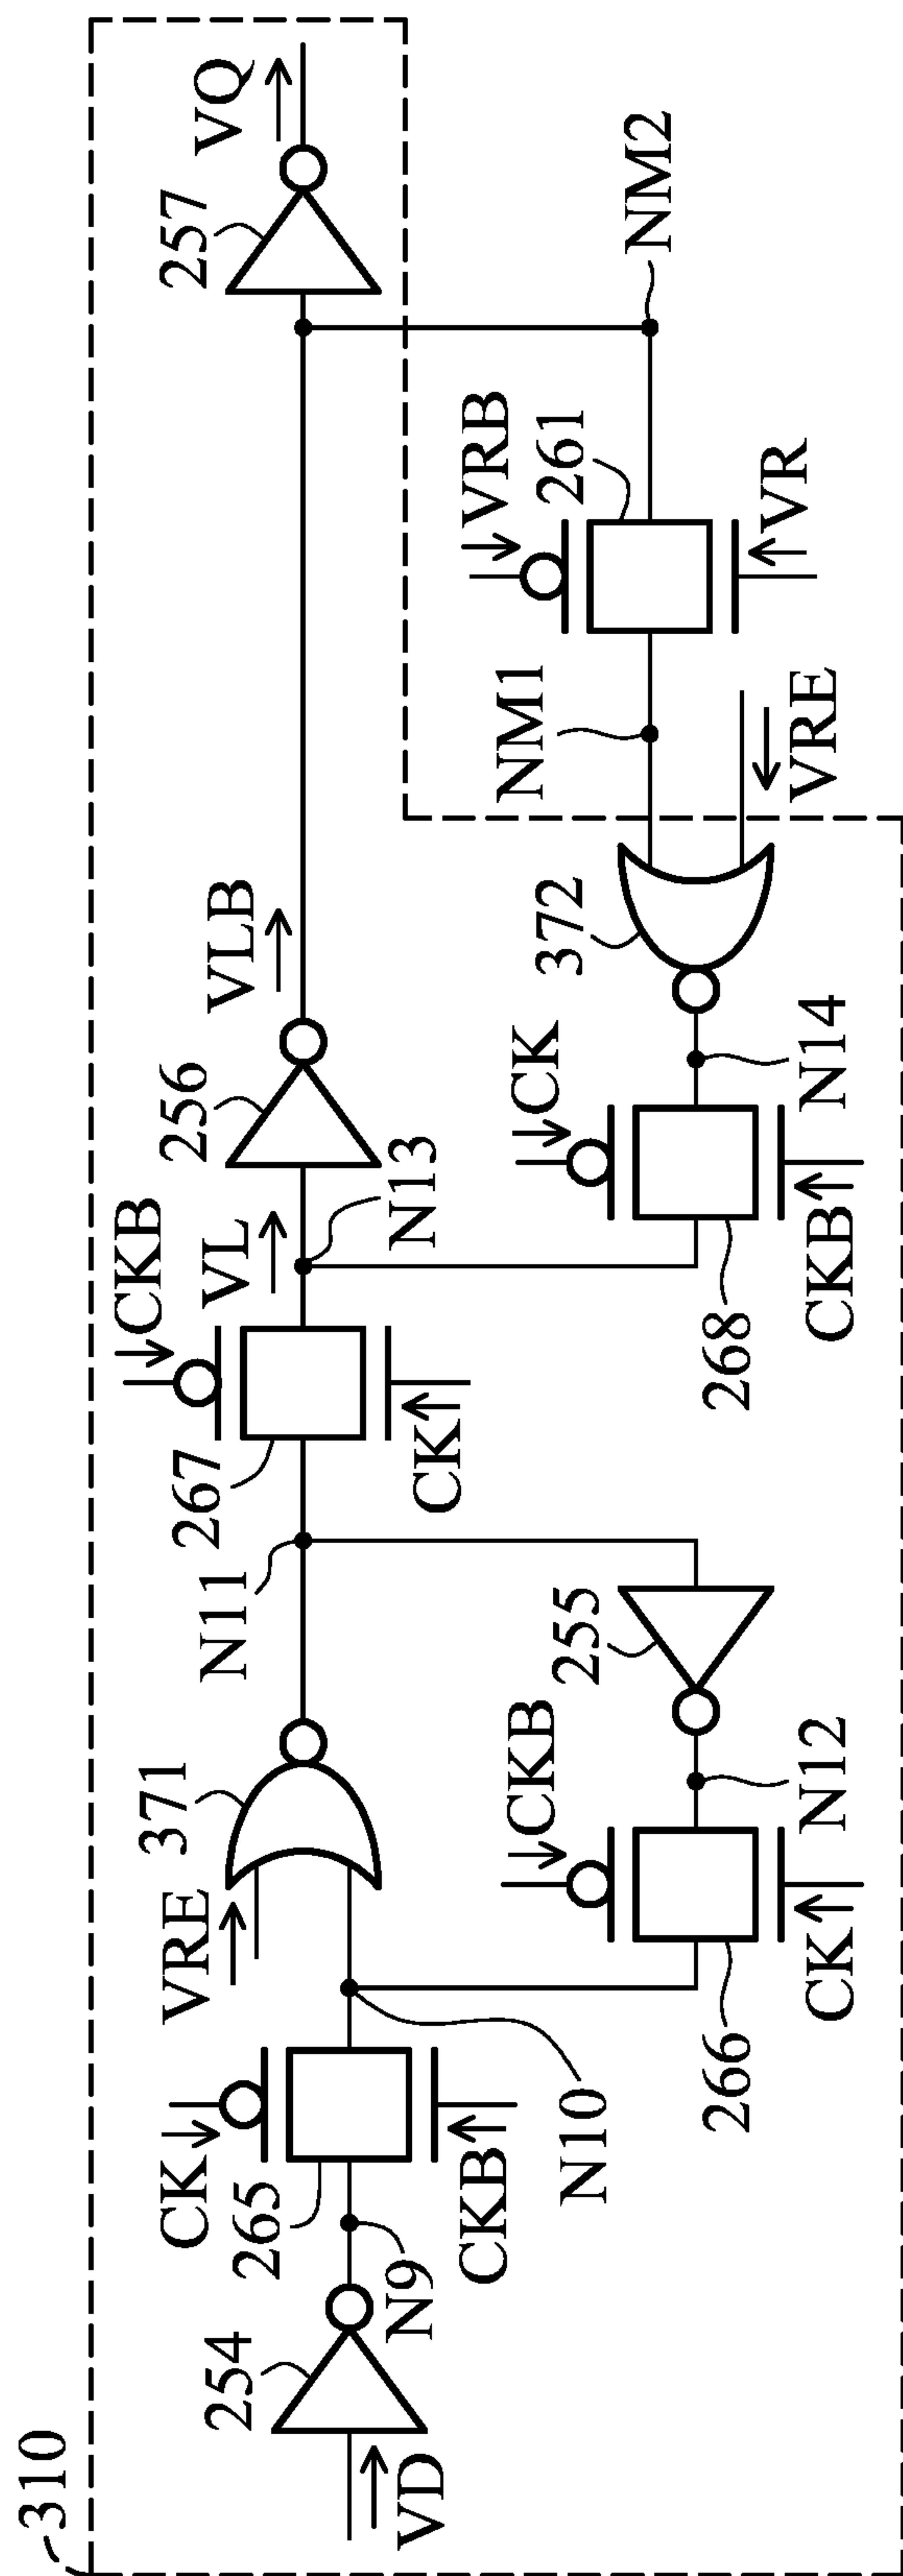 310
VD
254
N9
CK
265
CKB
N10
VRE
371
N11
CKB
266
CK
N12
255
267
CKB
CK
VL
N13
256
VLB
268
CK
CKB
N14
372
VRE
NM1
VRB
261
VR
NM2
257
VQ